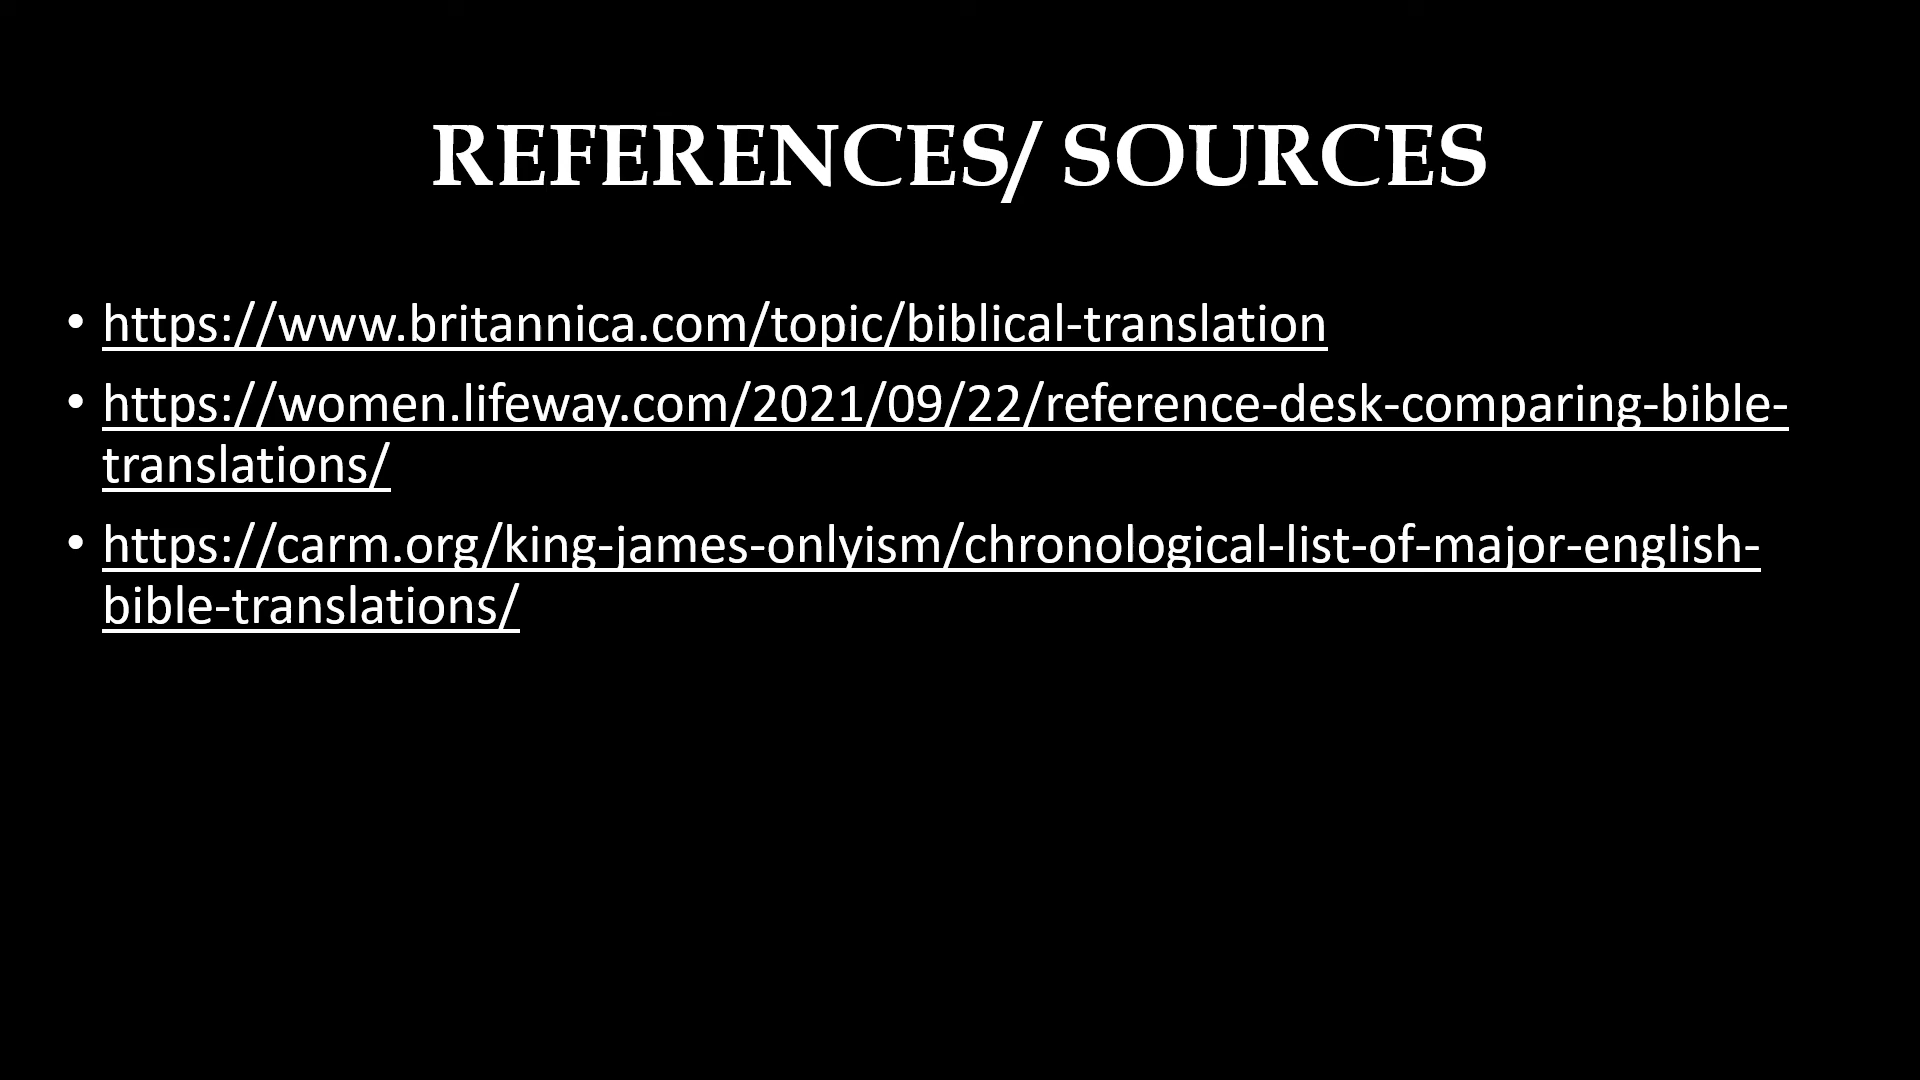 REFERENCES/ SOURCES
• https://www.britannica.com/topic/biblical-translation
• https://women.lifeway.com/2021/09/22/reference-desk-comparing-bible-
translations/
• https://carm.org/king-james-onlyism/chronological-list-of-major-english-
bible-translations/